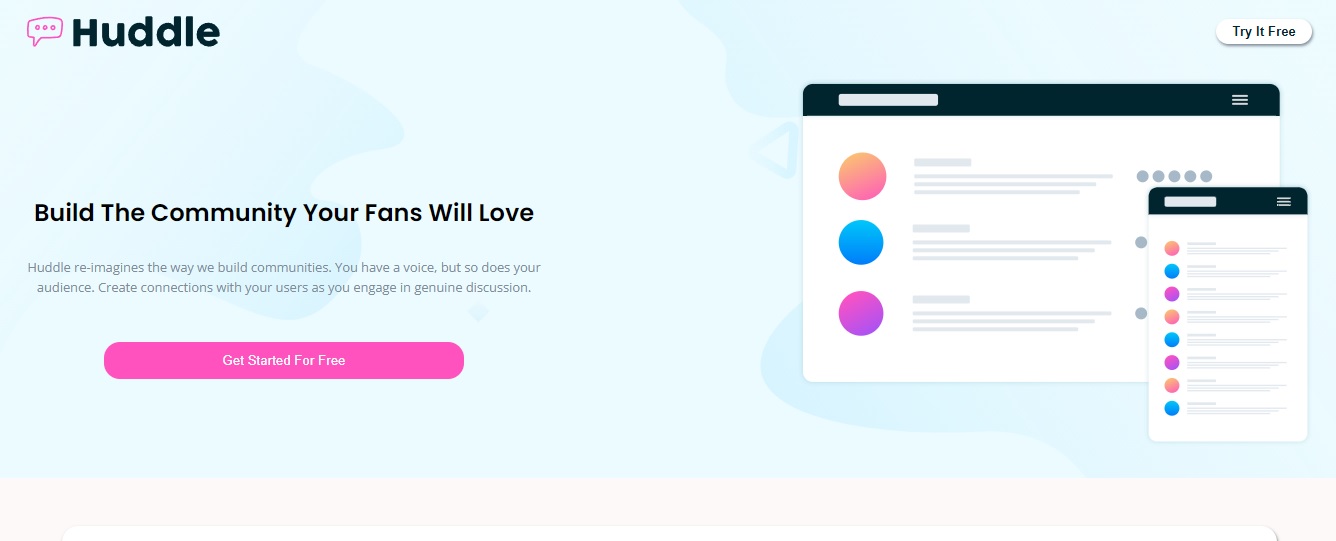 Huddle
Try It Free
Build The Community Your Fans Will Love
Huddle re-imagines the way we build communities. You have a voice, but so does your
audience. Create connections with your users as you engage in genuine discussion.
Get Started For Free